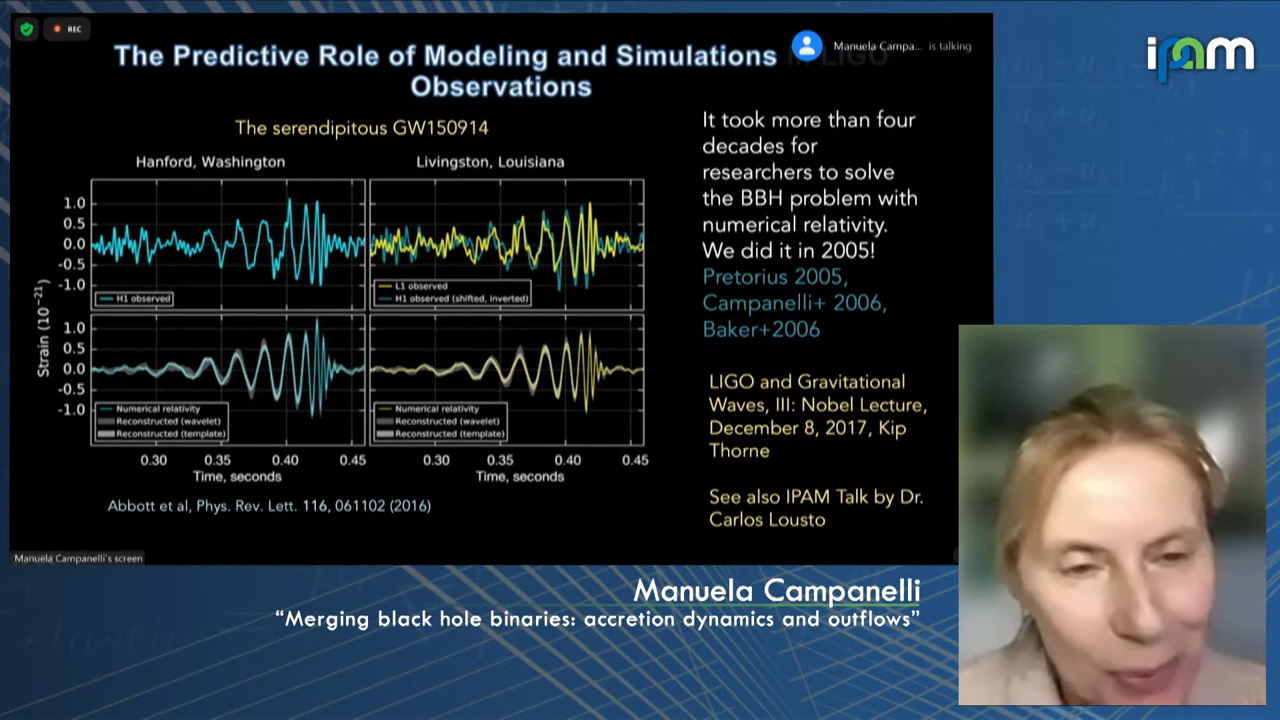 REC
The Predictive Role of Modeling and Simulations in LIGO
Observations
Manuela Campa... is talking
ipam
The serendipitous GW150914
Hanford, Washington
Livingston, Louisiana
Strain (10⁻²¹)
1.0
0.5
0.0
-0.5
-1.0
H1 observed
L1 observed
H1 observed (shifted, inverted)
1.0
0.5
0.0
-0.5
-1.0
Numerical relativity
Reconstructed (wavelet)
Reconstructed (template)
Numerical relativity
Reconstructed (wavelet)
Reconstructed (template)
0.30 0.35 0.40 0.45
0.30 0.35 0.40 0.45
Time, seconds
Time, seconds
Abbott et al, Phys. Rev. Lett. 116, 061102 (2016)
It took more than four
decades for
researchers to solve
the BBH problem with
numerical relativity.
We did it in 2005!
Pretorius 2005,
Campanelli+ 2006,
Baker+2006
LIGO and Gravitational
Waves, III: Nobel Lecture,
December 8, 2017, Kip
Thorne
See also IPAM Talk by Dr.
Carlos Lousto
Manuela Campanelli's screen
Manuela Campanelli
“Merging black hole binaries: accretion dynamics and outflows”